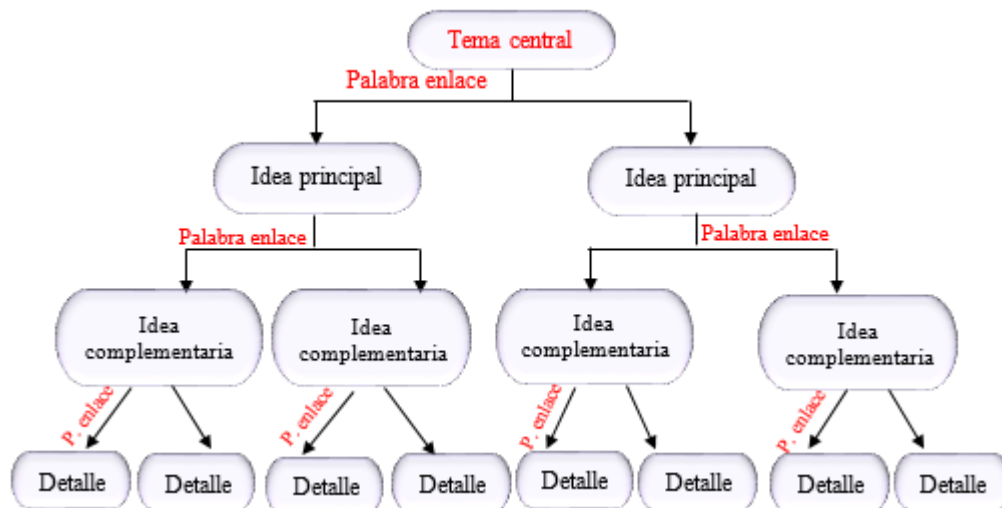 Tema central
Palabra enlace
Idea principal
Idea principal
Palabra enlace
Palabra enlace
Idea
complementaria
Idea
complementaria
Idea
complementaria
Idea
complementaria
P. enlace
P. enlace
P. enlace
P. enlace
Detalle
Detalle
Detalle
Detalle
Detalle
Detalle
Detalle
Detalle